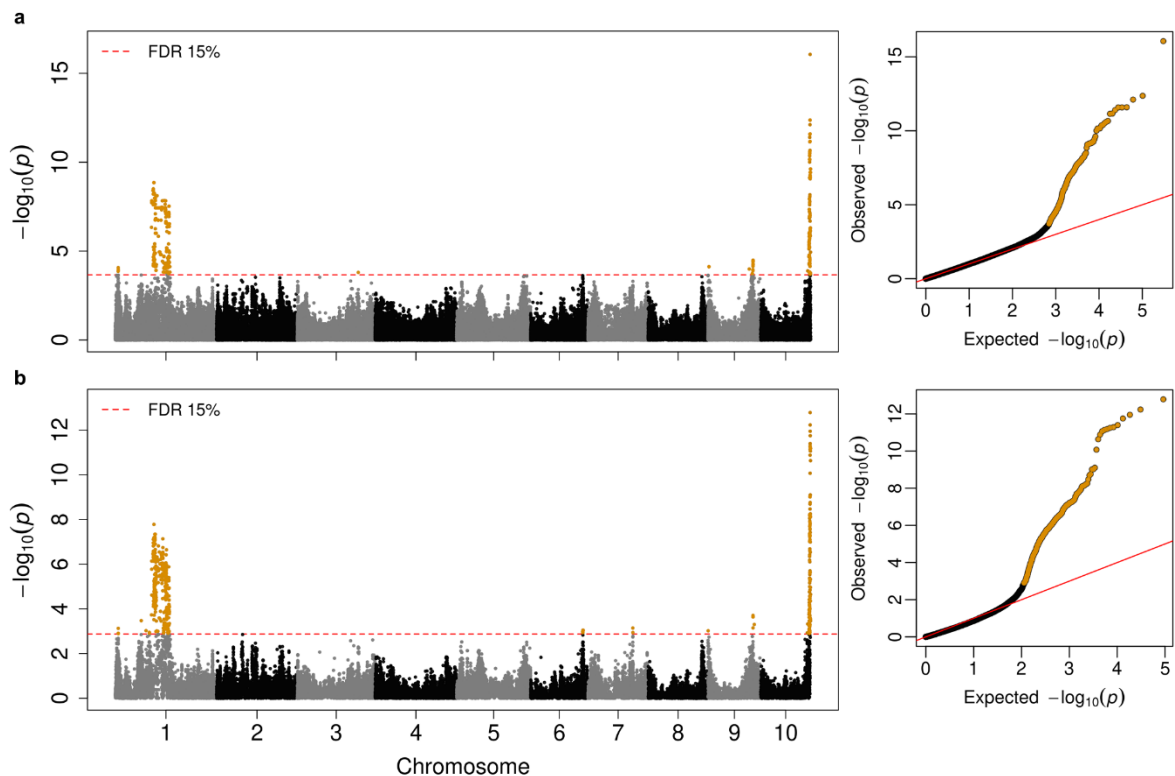 a
FDR 15%
−log₁₀(p)
15
10
5
0
Observed −log₁₀(p)
15
10
5
0
0 1 2 3 4 5
Expected −log₁₀(p)
b
FDR 15%
−log₁₀(p)
12
10
8
6
4
2
0
1 2 3 4 5 6 7 8 9 10
Chromosome
Observed −log₁₀(p)
12
10
8
6
4
2
0
0 1 2 3 4 5
Expected −log₁₀(p)